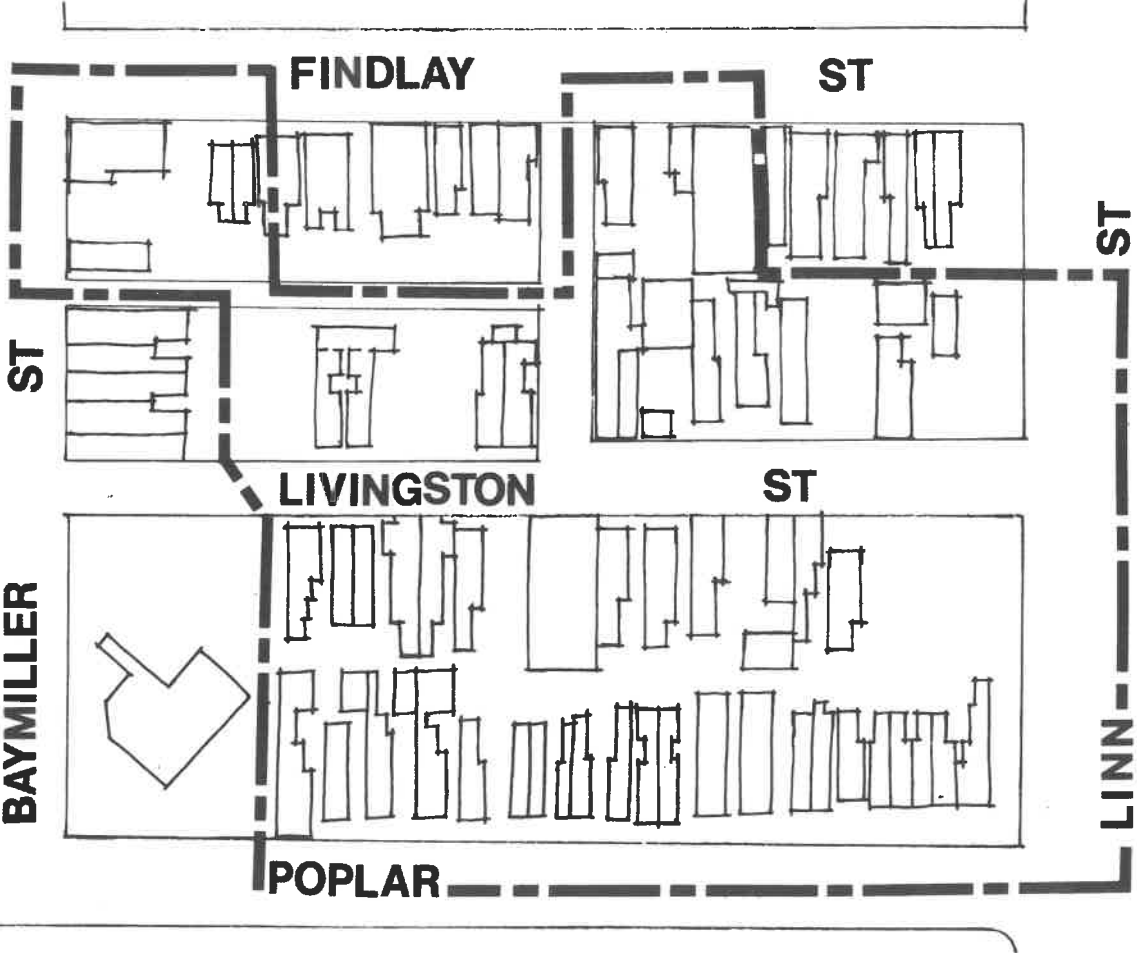 FINDLAY ST
ST
ST
LIVINGSTON ST
BAYMILLER
LINN
POPLAR